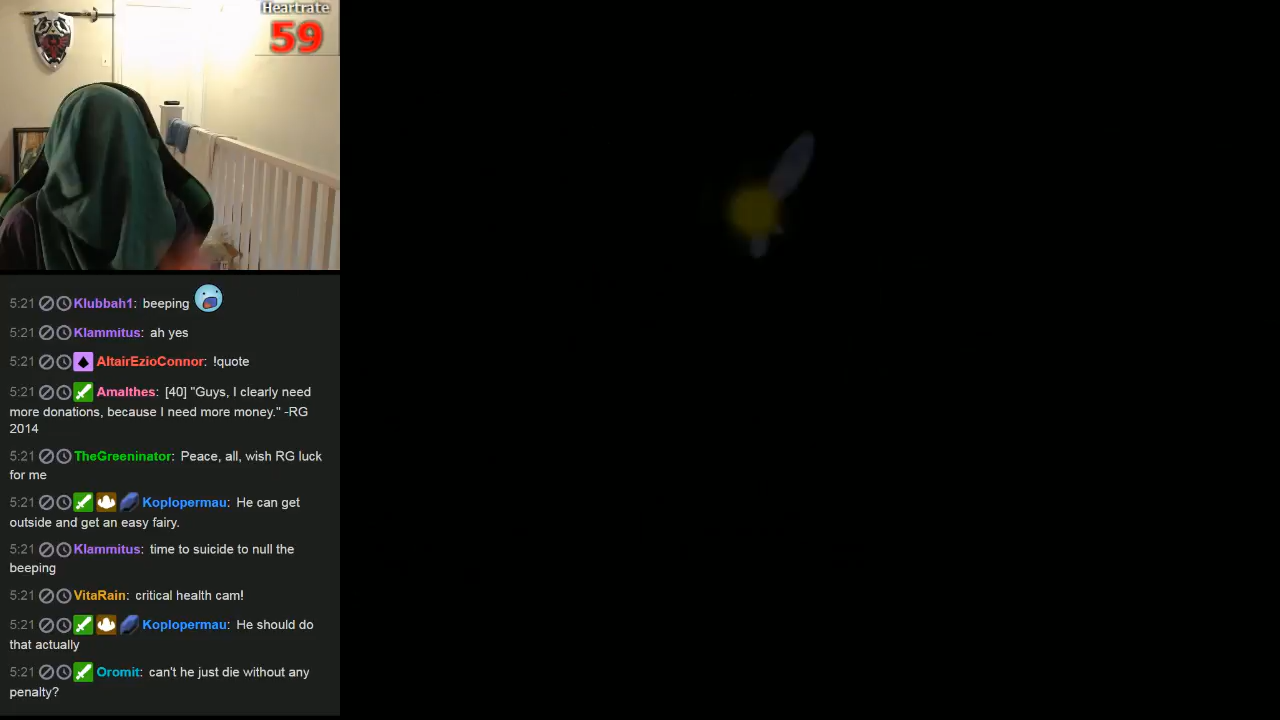 Heartrate
59
5:21 Klubbah1: beeping
5:21 Klammitus: ah yes
5:21 AltairEzioConnor: !quote
5:21 Amalthes: [40] "Guys, I clearly need
more donations, because I need more money." -RG
2014
5:21 TheGreeninator: Peace, all, wish RG luck
for me
5:21 Koplopermau: He can get
outside and get an easy fairy.
5:21 Klammitus: time to suicide to null the
beeping
5:21 VitaRain: critical health cam!
5:21 Koplopermau: He should do
that actually
5:21 Oromit: can't he just die without any
penalty?